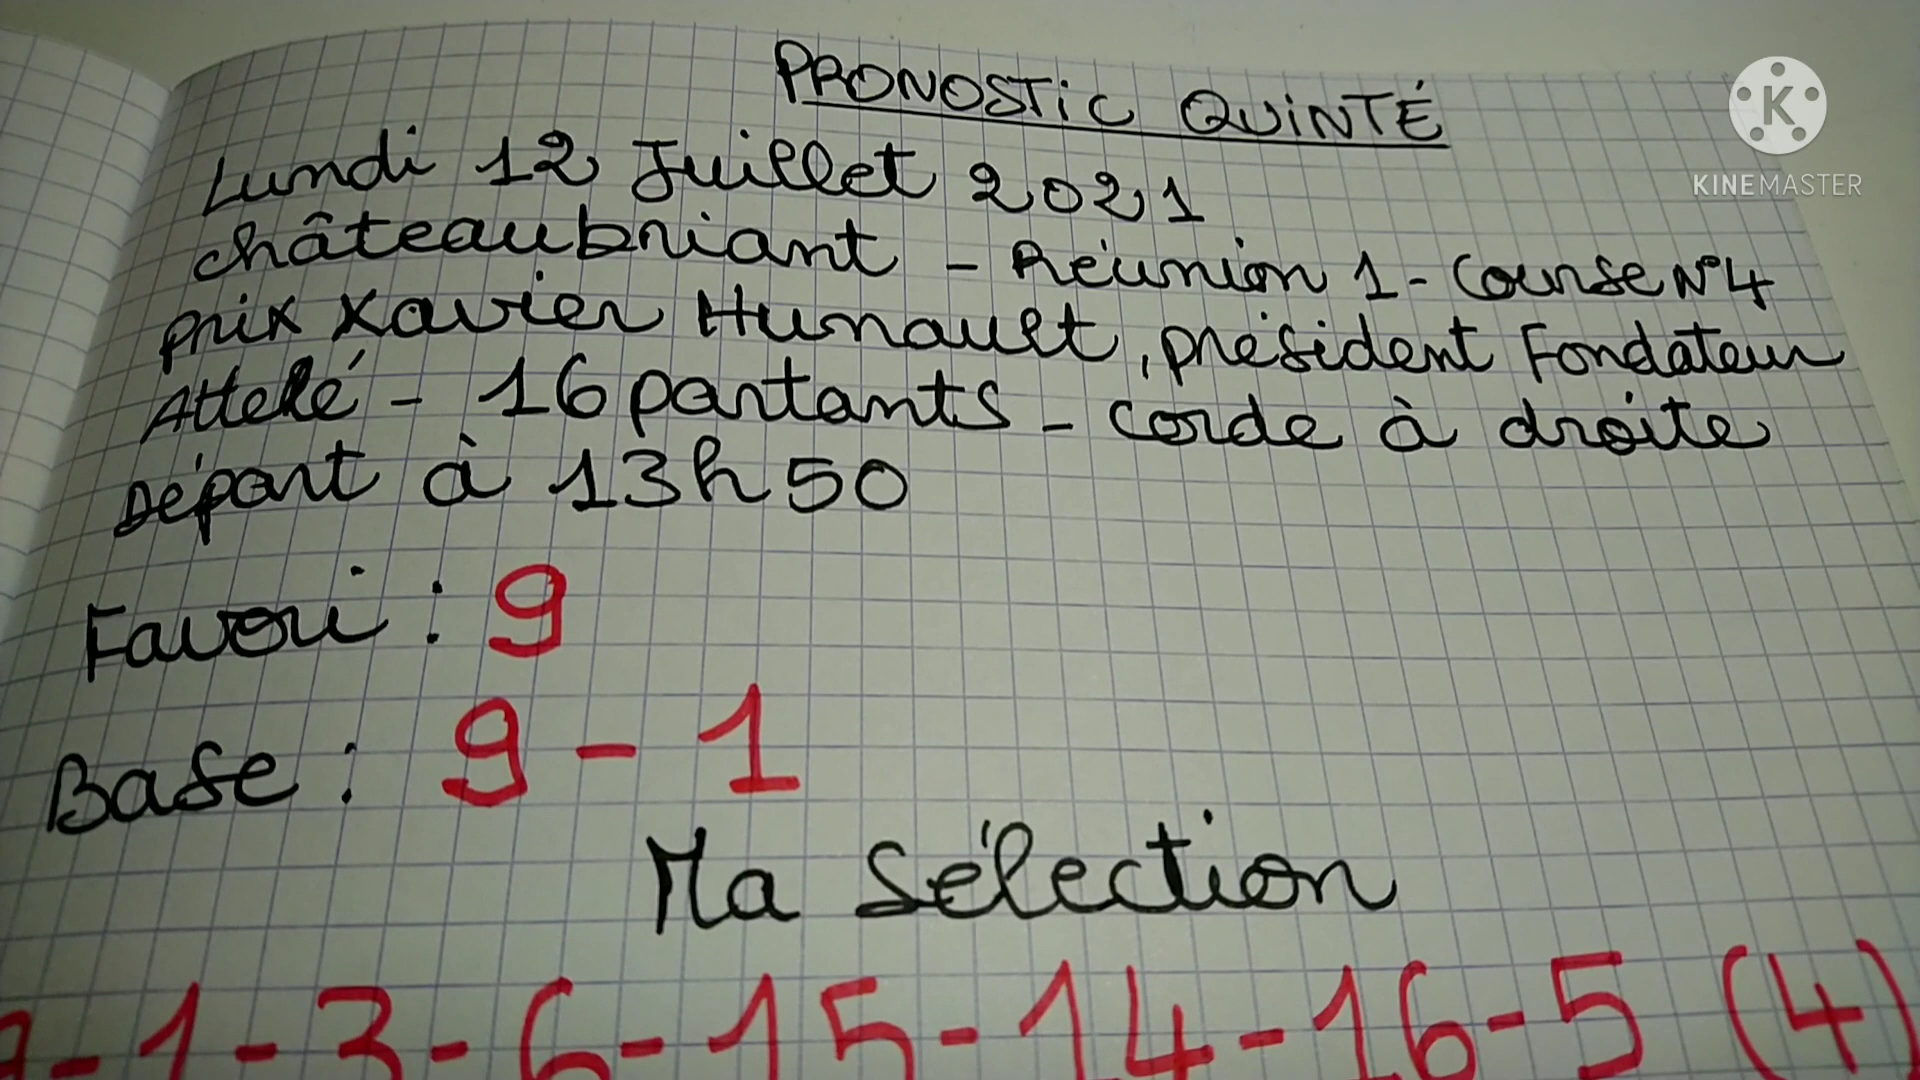 PRONOSTiC QUiNTÉ
Lundi 12 Juillet 2021
châteaubriant - Réunion 1 - Course N°4
prix Xavier Hunault, président Fondateur
Attelé - 16 partants - corde à droite
Départ à 13h50
Favori : 9
Base : 9 - 1
Ma Sélection
9-1-3-6-15-14-16-5 (4)
K
KINEMASTER